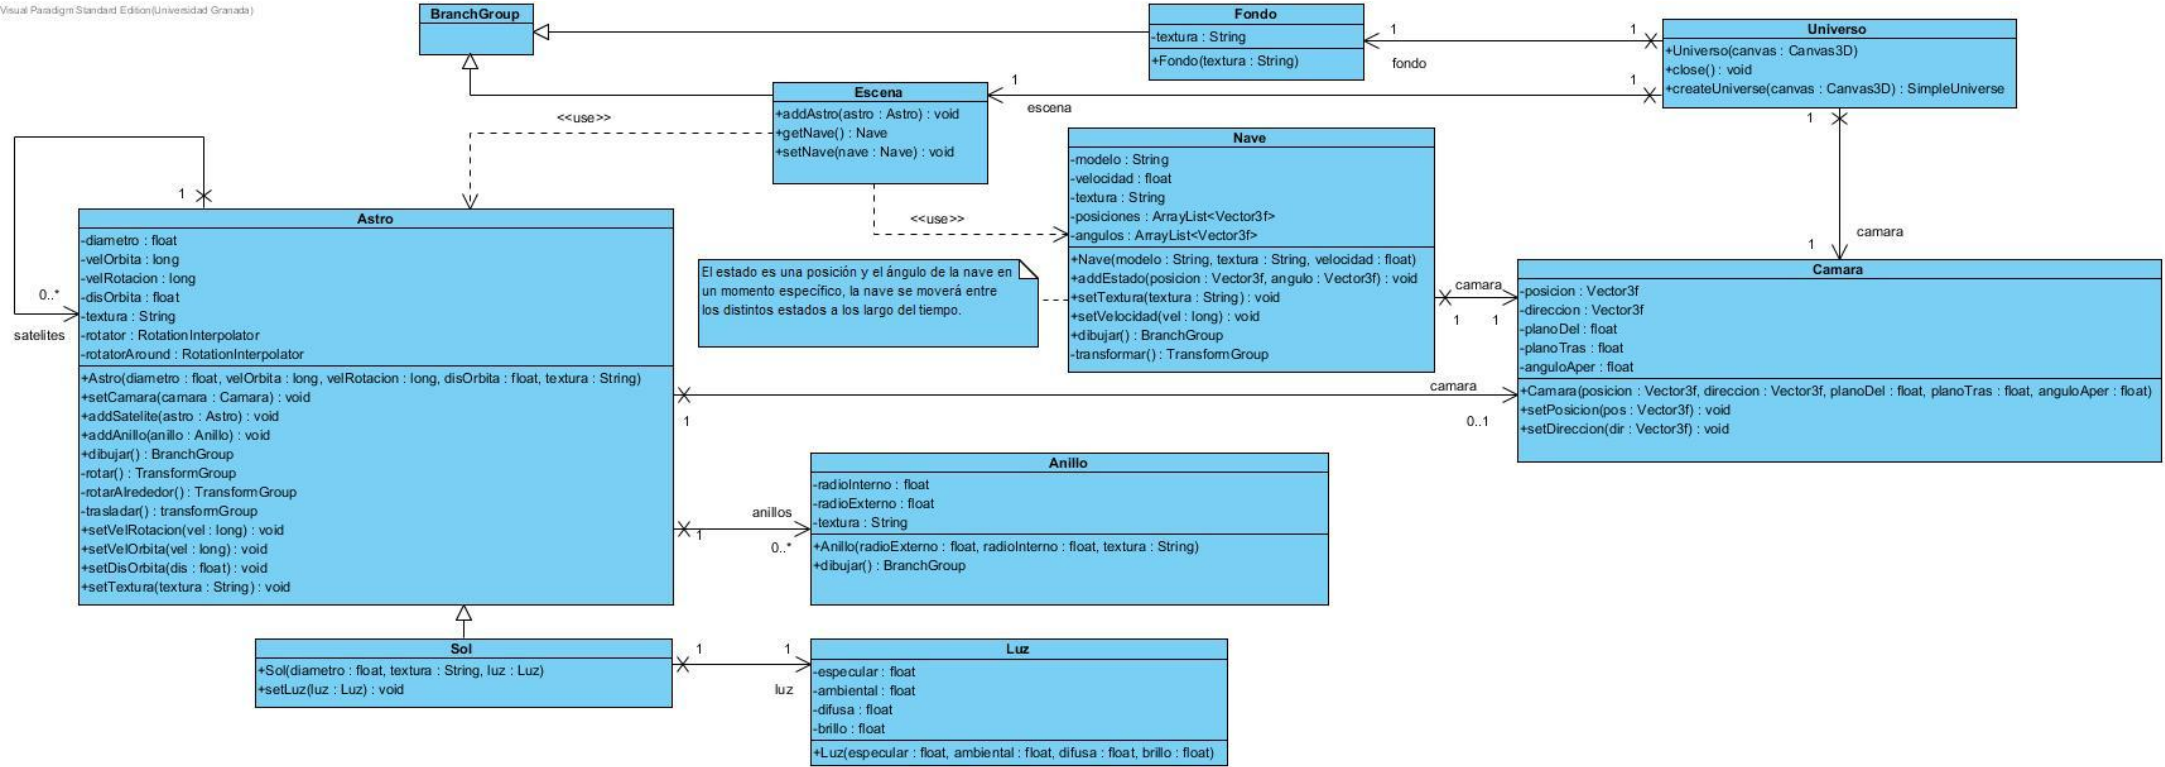 Visual Paradigm Standard Edition(Universidad Granada)
BranchGroup
Fondo
-textura : String
+Fondo(textura : String)
1
1
fondo
Universo
+Universo(canvas : Canvas3D)
+close() : void
+createUniverse(canvas : Canvas3D) : SimpleUniverse
Escena
+addAstro(astro : Astro) : void
+getNave() : Nave
+setNave(nave : Nave) : void
1
1
escena
<<use>>
<<use>>
Nave
-modelo : String
-velocidad : float
-textura : String
-posiciones : ArrayList<Vector3f>
-angulos : ArrayList<Vector3f>
+Nave(modelo : String, textura : String, velocidad : float)
+addEstado(posicion : Vector3f, angulo : Vector3f) : void
+setTextura(textura : String) : void
+setVelocidad(vel : long) : void
+dibujar() : BranchGroup
-transformar() : TransformGroup
El estado es una posición y el ángulo de la nave en
un momento específico, la nave se moverá entre
los distintos estados a los largo del tiempo.
1
1
camara
camara
1
1
Camara
-posicion : Vector3f
-direccion : Vector3f
-planoDel : float
-planoTras : float
-anguloAper : float
+Camara(posicion : Vector3f, direccion : Vector3f, planoDel : float, planoTras : float, anguloAper : float)
+setPosicion(pos : Vector3f) : void
+setDireccion(dir : Vector3f) : void
1
0..*
satelites
Astro
-diametro : float
-velOrbita : long
-velRotacion : long
-disOrbita : float
-textura : String
-rotator : RotationInterpolator
-rotatorAround : RotationInterpolator
+Astro(diametro : float, velOrbita : long, velRotacion : long, disOrbita : float, textura : String)
+setCamara(camara : Camara) : void
+addSatelite(astro : Astro) : void
+addAnillo(anillo : Anillo) : void
+dibujar() : BranchGroup
-rotar() : TransformGroup
-rotarAlrededor() : TransformGroup
-trasladar() : transformGroup
+setVelRotacion(vel : long) : void
+setVelOrbita(vel : long) : void
+setDisOrbita(dis : float) : void
+setTextura(textura : String) : void
camara
1
0..1
anillos
1
0..*
Anillo
-radioInterno : float
-radioExterno : float
-textura : String
+Anillo(radioExterno : float, radioInterno : float, textura : String)
+dibujar() : BranchGroup
Sol
+Sol(diametro : float, textura : String, luz : Luz)
+setLuz(luz : Luz) : void
1
1
luz
Luz
-especular : float
-ambiental : float
-difusa : float
-brillo : float
+Luz(especular : float, ambiental : float, difusa : float, brillo : float)